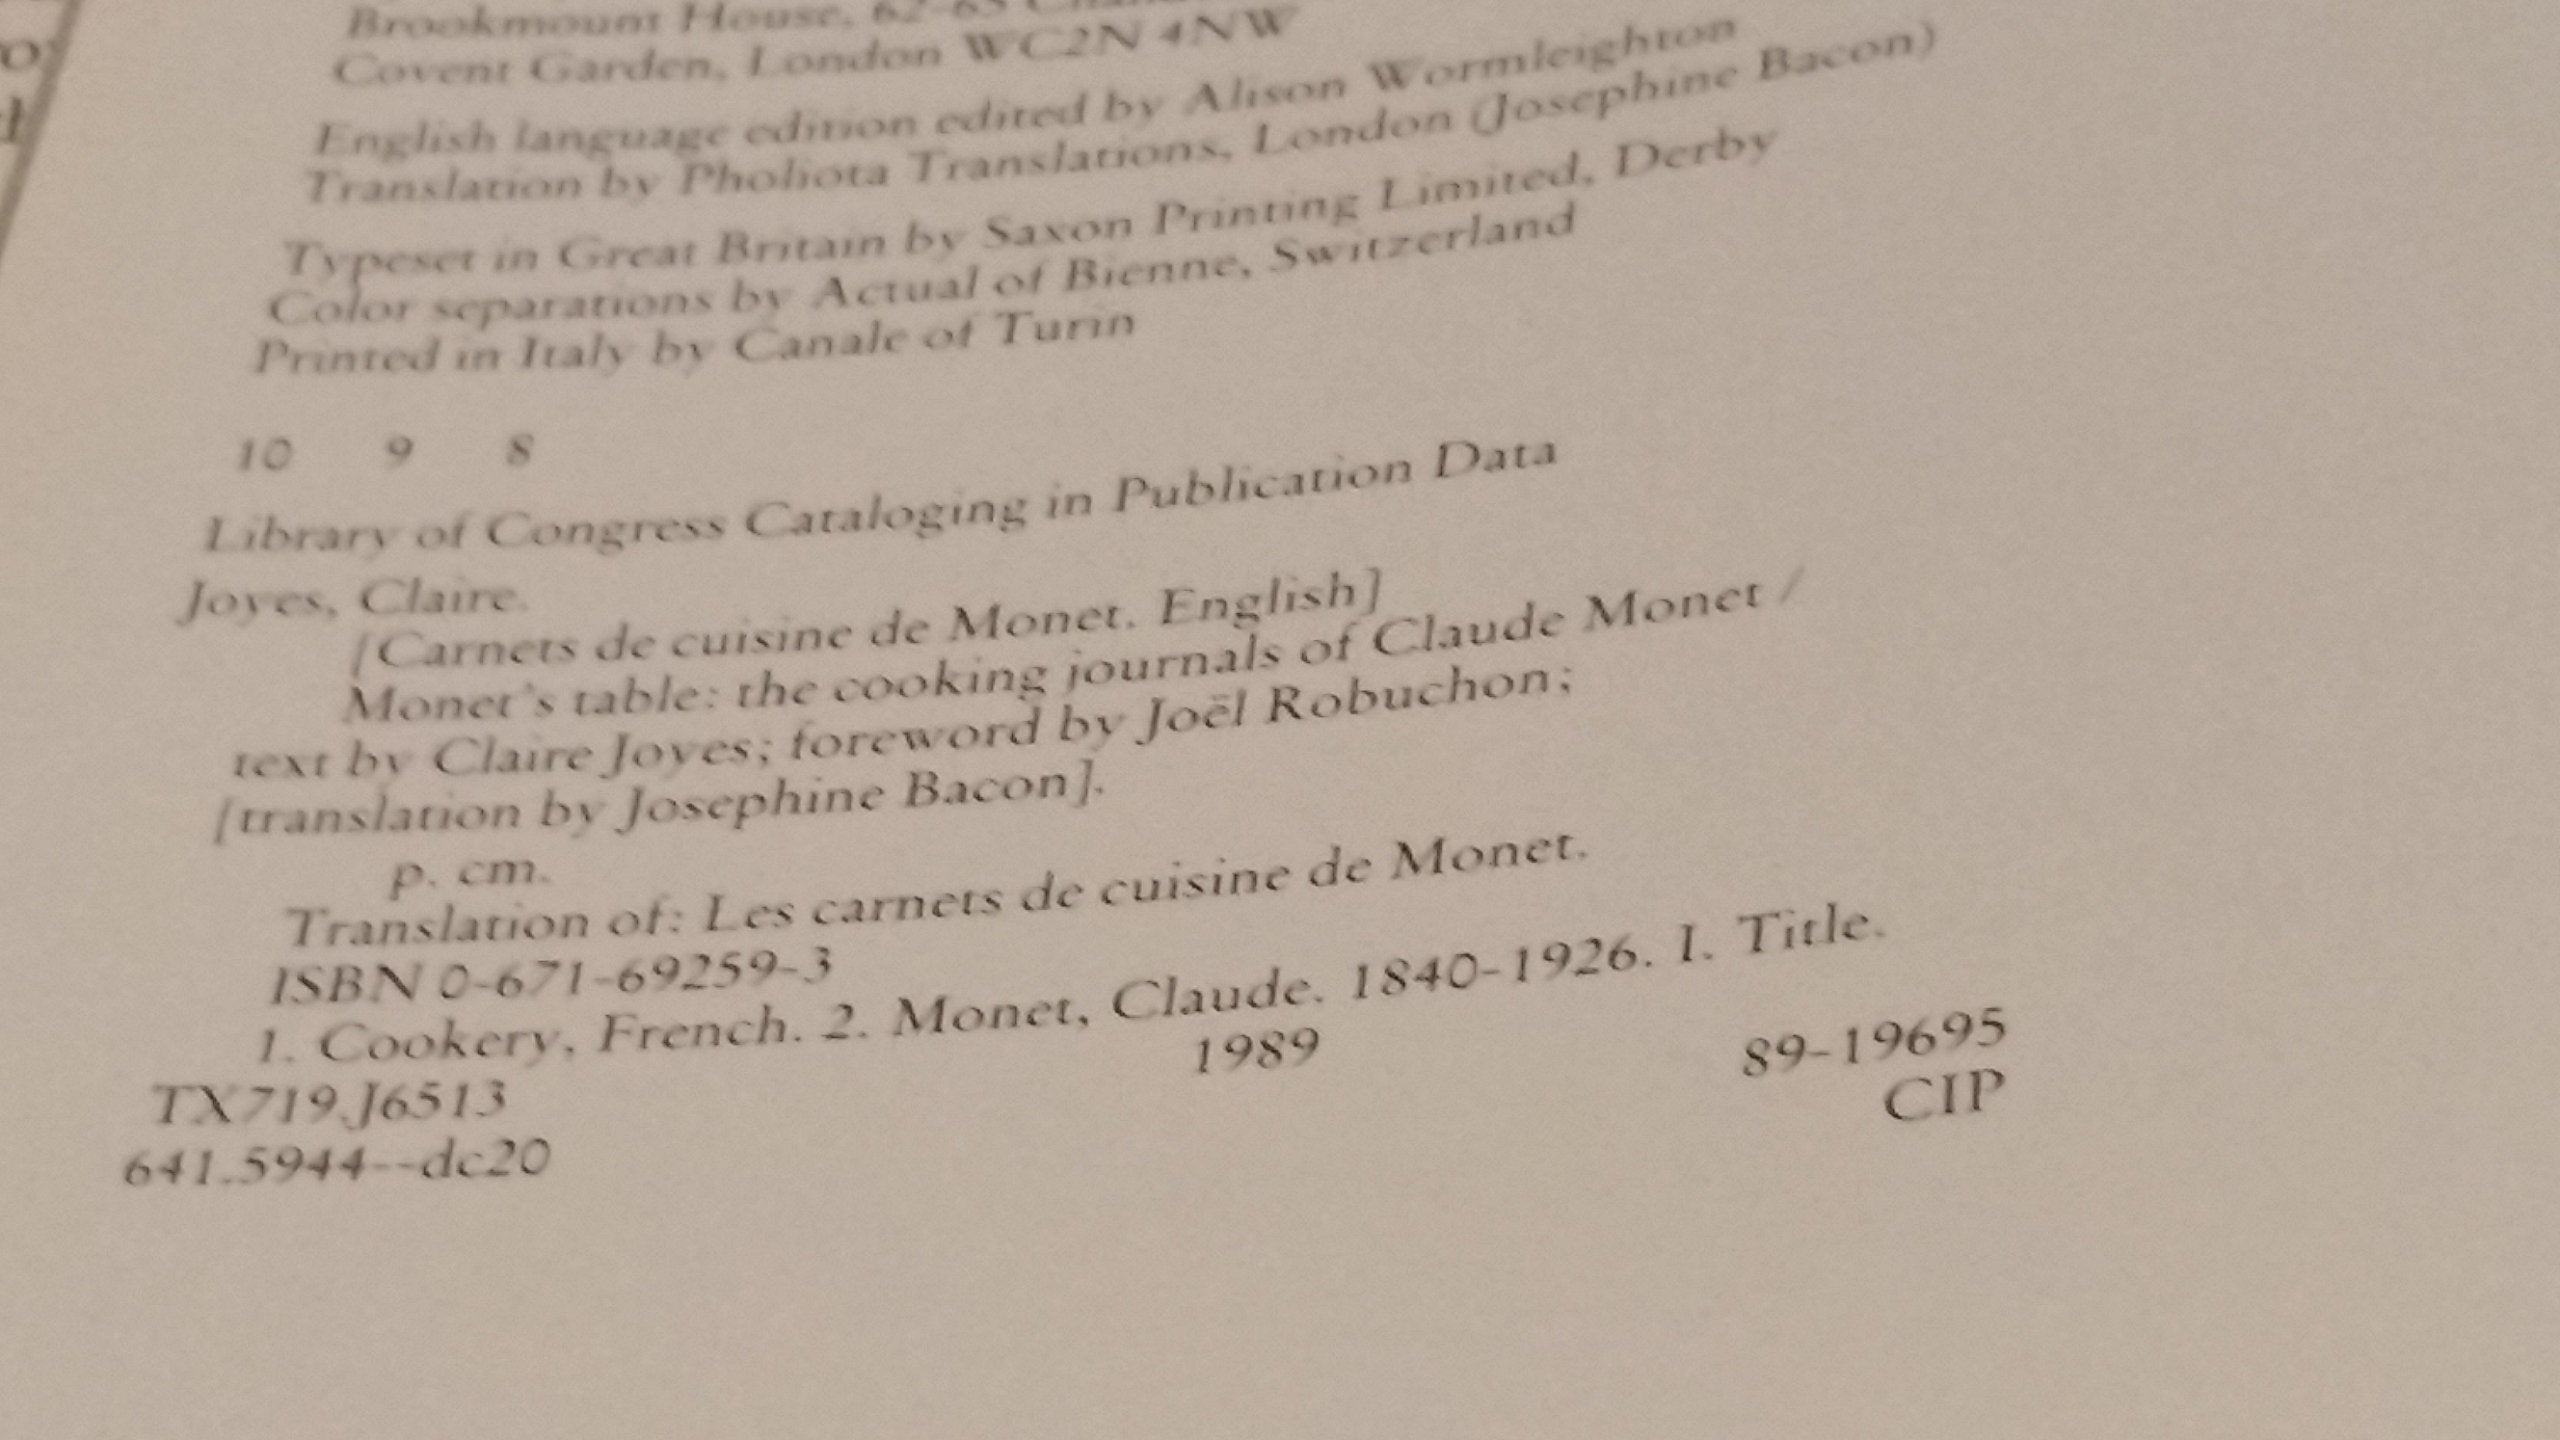 Brookmount House, 62-65
Covent Garden, London WC2N 4NW
English language edition edited by Alison Wormleighton
Translation by Pholiota Translations, London (Josephine Bacon)
Typeset in Great Britain by Saxon Printing Limited, Derby
Color separations by Actual of Bienne, Switzerland
Printed in Italy by Canale of Turin
10 9 8
Library of Congress Cataloging in Publication Data
Joyes, Claire.
[Carnets de cuisine de Monet. English]
Monet's table: the cooking journals of Claude Monet /
text by Claire Joyes; foreword by Joël Robuchon;
[translation by Josephine Bacon].
p. cm.
Translation of: Les carnets de cuisine de Monet.
ISBN 0-671-69259-3
1. Cookery, French. 2. Monet, Claude. 1840-1926. I. Title.
TX719.J6513 1989 89-19695
641.5944--dc20 CIP